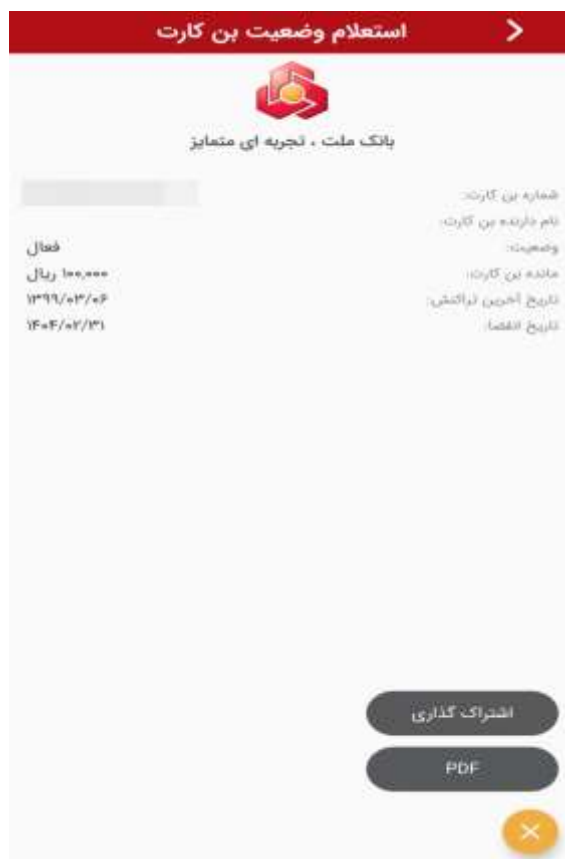 استعلام وضعیت بن کارت
بانک ملت ، تجربه ای متمایز
شماره بن کارت:
نام دارنده بن کارت:
وضعیت: فعال
مانده بن کارت: ۱۰۰,۰۰۰ ریال
تاریخ آخرین تراکنش: ۱۳۹۹/۰۳/۰۶
تاریخ انقضا: ۱۴۰۴/۰۲/۳۱
اشتراک گذاری
PDF